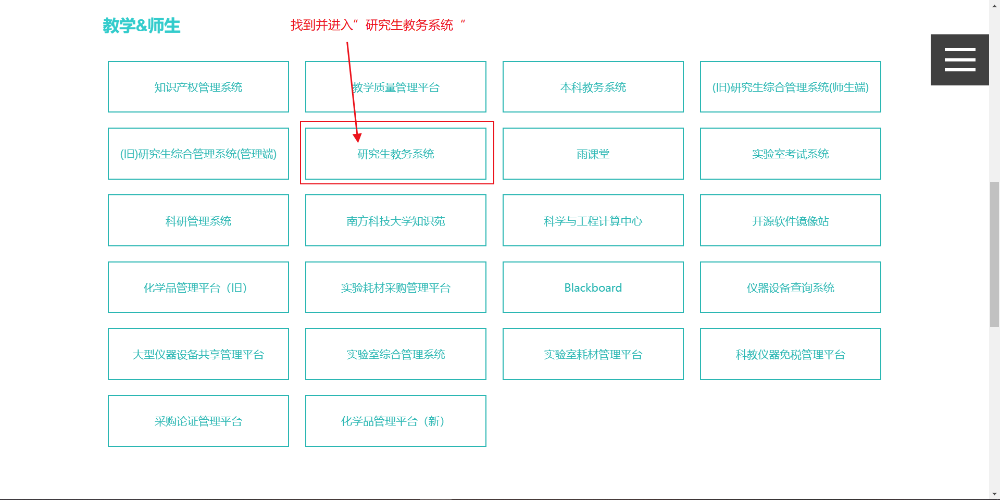 教学&师生
找到并进入”研究生教务系统“
知识产权管理系统
教学质量管理平台
本科教务系统
(旧)研究生综合管理系统(师生端)
(旧)研究生综合管理系统(管理端)
研究生教务系统
雨课堂
实验室考试系统
科研管理系统
南方科技大学知识苑
科学与工程计算中心
开源软件镜像站
化学品管理平台（旧）
实验耗材采购管理平台
Blackboard
仪器设备查询系统
大型仪器设备共享管理平台
实验室综合管理系统
实验室耗材管理平台
科教仪器免税管理平台
采购论证管理平台
化学品管理平台（新）